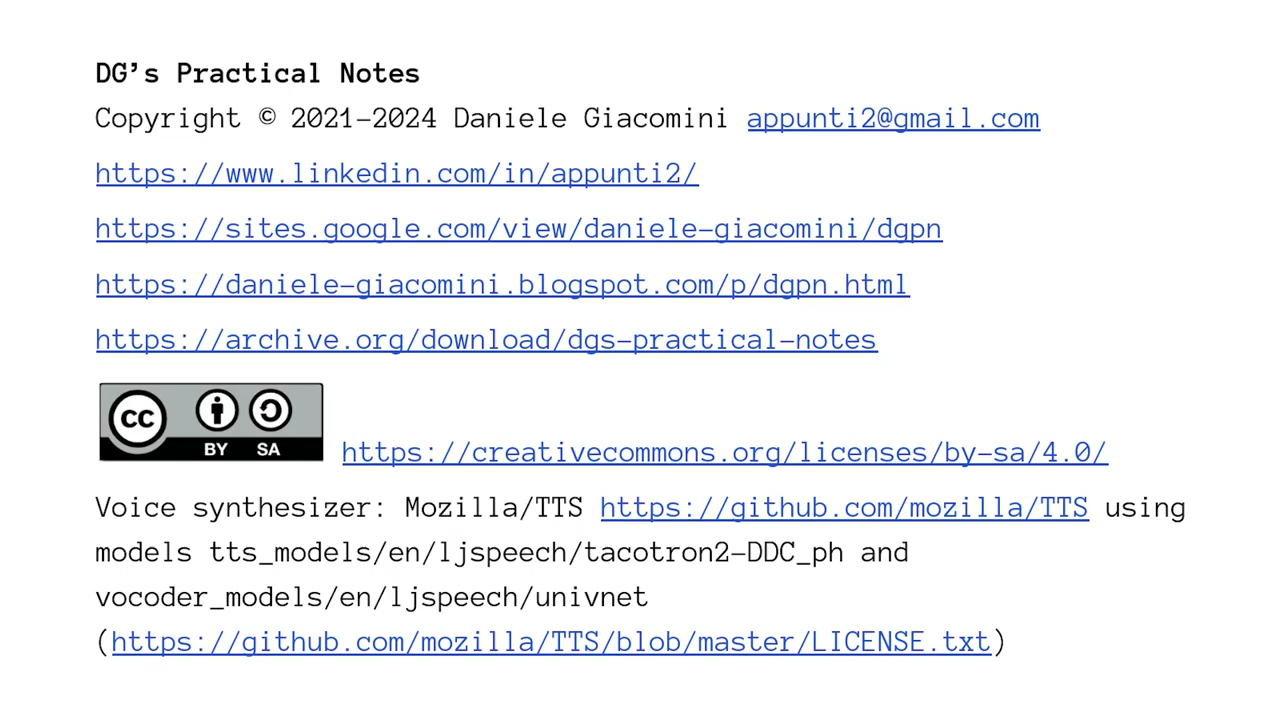 DG’s Practical Notes
Copyright © 2021-2024 Daniele Giacomini appunti2@gmail.com
https://www.linkedin.com/in/appunti2/
https://sites.google.com/view/daniele-giacomini/dgpn
https://daniele-giacomini.blogspot.com/p/dgpn.html
https://archive.org/download/dgs-practical-notes
cc BY SA https://creativecommons.org/licenses/by-sa/4.0/
Voice synthesizer: Mozilla/TTS https://github.com/mozilla/TTS using
models tts_models/en/ljspeech/tacotron2-DDC_ph and
vocoder_models/en/ljspeech/univnet
(https://github.com/mozilla/TTS/blob/master/LICENSE.txt)